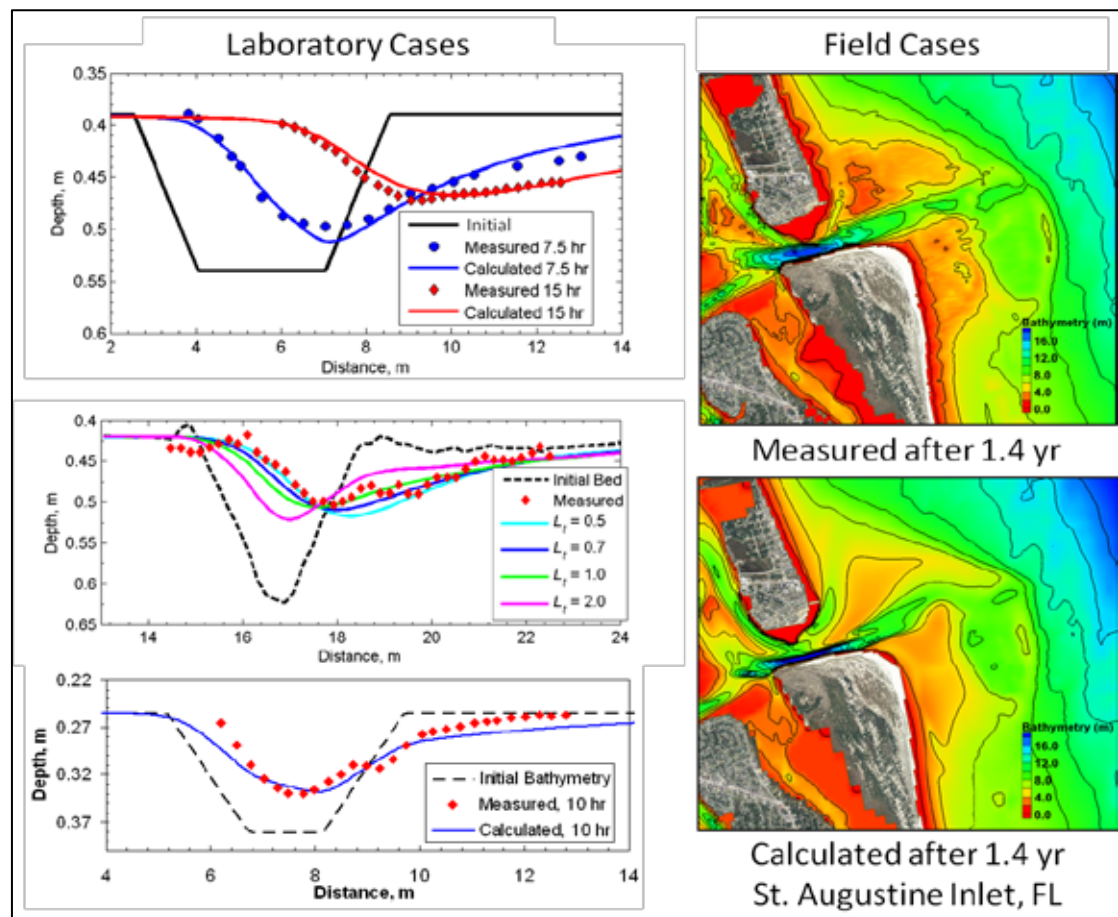 Laboratory Cases
0.35
0.4
0.45
0.5
0.55
0.6
Depth, m
Initial
Measured 7.5 hr
Calculated 7.5 hr
Measured 15 hr
Calculated 15 hr
2 4 6 8 10 12 14
Distance, m
0.4
0.45
0.5
0.55
0.6
0.65
Depth, m
Initial Bed
Measured
Lt = 0.5
Lt = 0.7
Lt = 1.0
Lt = 2.0
14 16 18 20 22 24
Distance, m
0.22
0.27
0.32
0.37
Depth, m
Initial Bathymetry
Measured, 10 hr
Calculated, 10 hr
4 6 8 10 12 14
Distance, m
Field Cases
Bathymetry (m)
16.0
12.0
8.0
4.0
0.0
Measured after 1.4 yr
Bathymetry (m)
16.0
12.0
8.0
4.0
0.0
Calculated after 1.4 yr
St. Augustine Inlet, FL